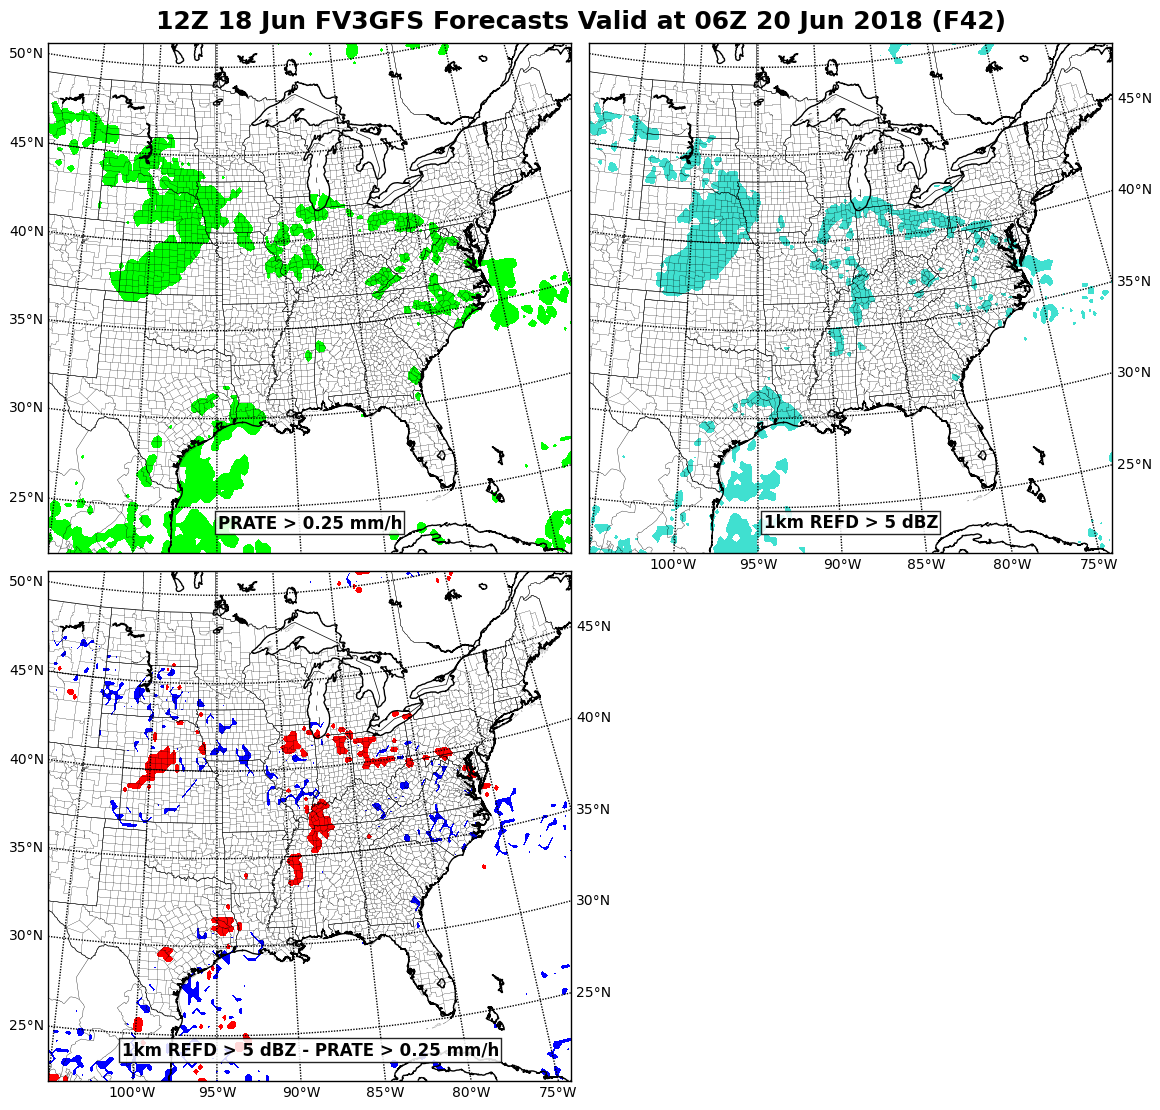 12Z 18 Jun FV3GFS Forecasts Valid at 06Z 20 Jun 2018 (F42)
50°N
45°N
40°N
35°N
30°N
25°N
PRATE > 0.25 mm/h
45°N
40°N
35°N
30°N
25°N
1km REFD > 5 dBZ
100°W 95°W 90°W 85°W 80°W 75°W
50°N
45°N
40°N
35°N
30°N
25°N
45°N
40°N
35°N
30°N
25°N
1km REFD > 5 dBZ - PRATE > 0.25 mm/h
100°W 95°W 90°W 85°W 80°W 75°W